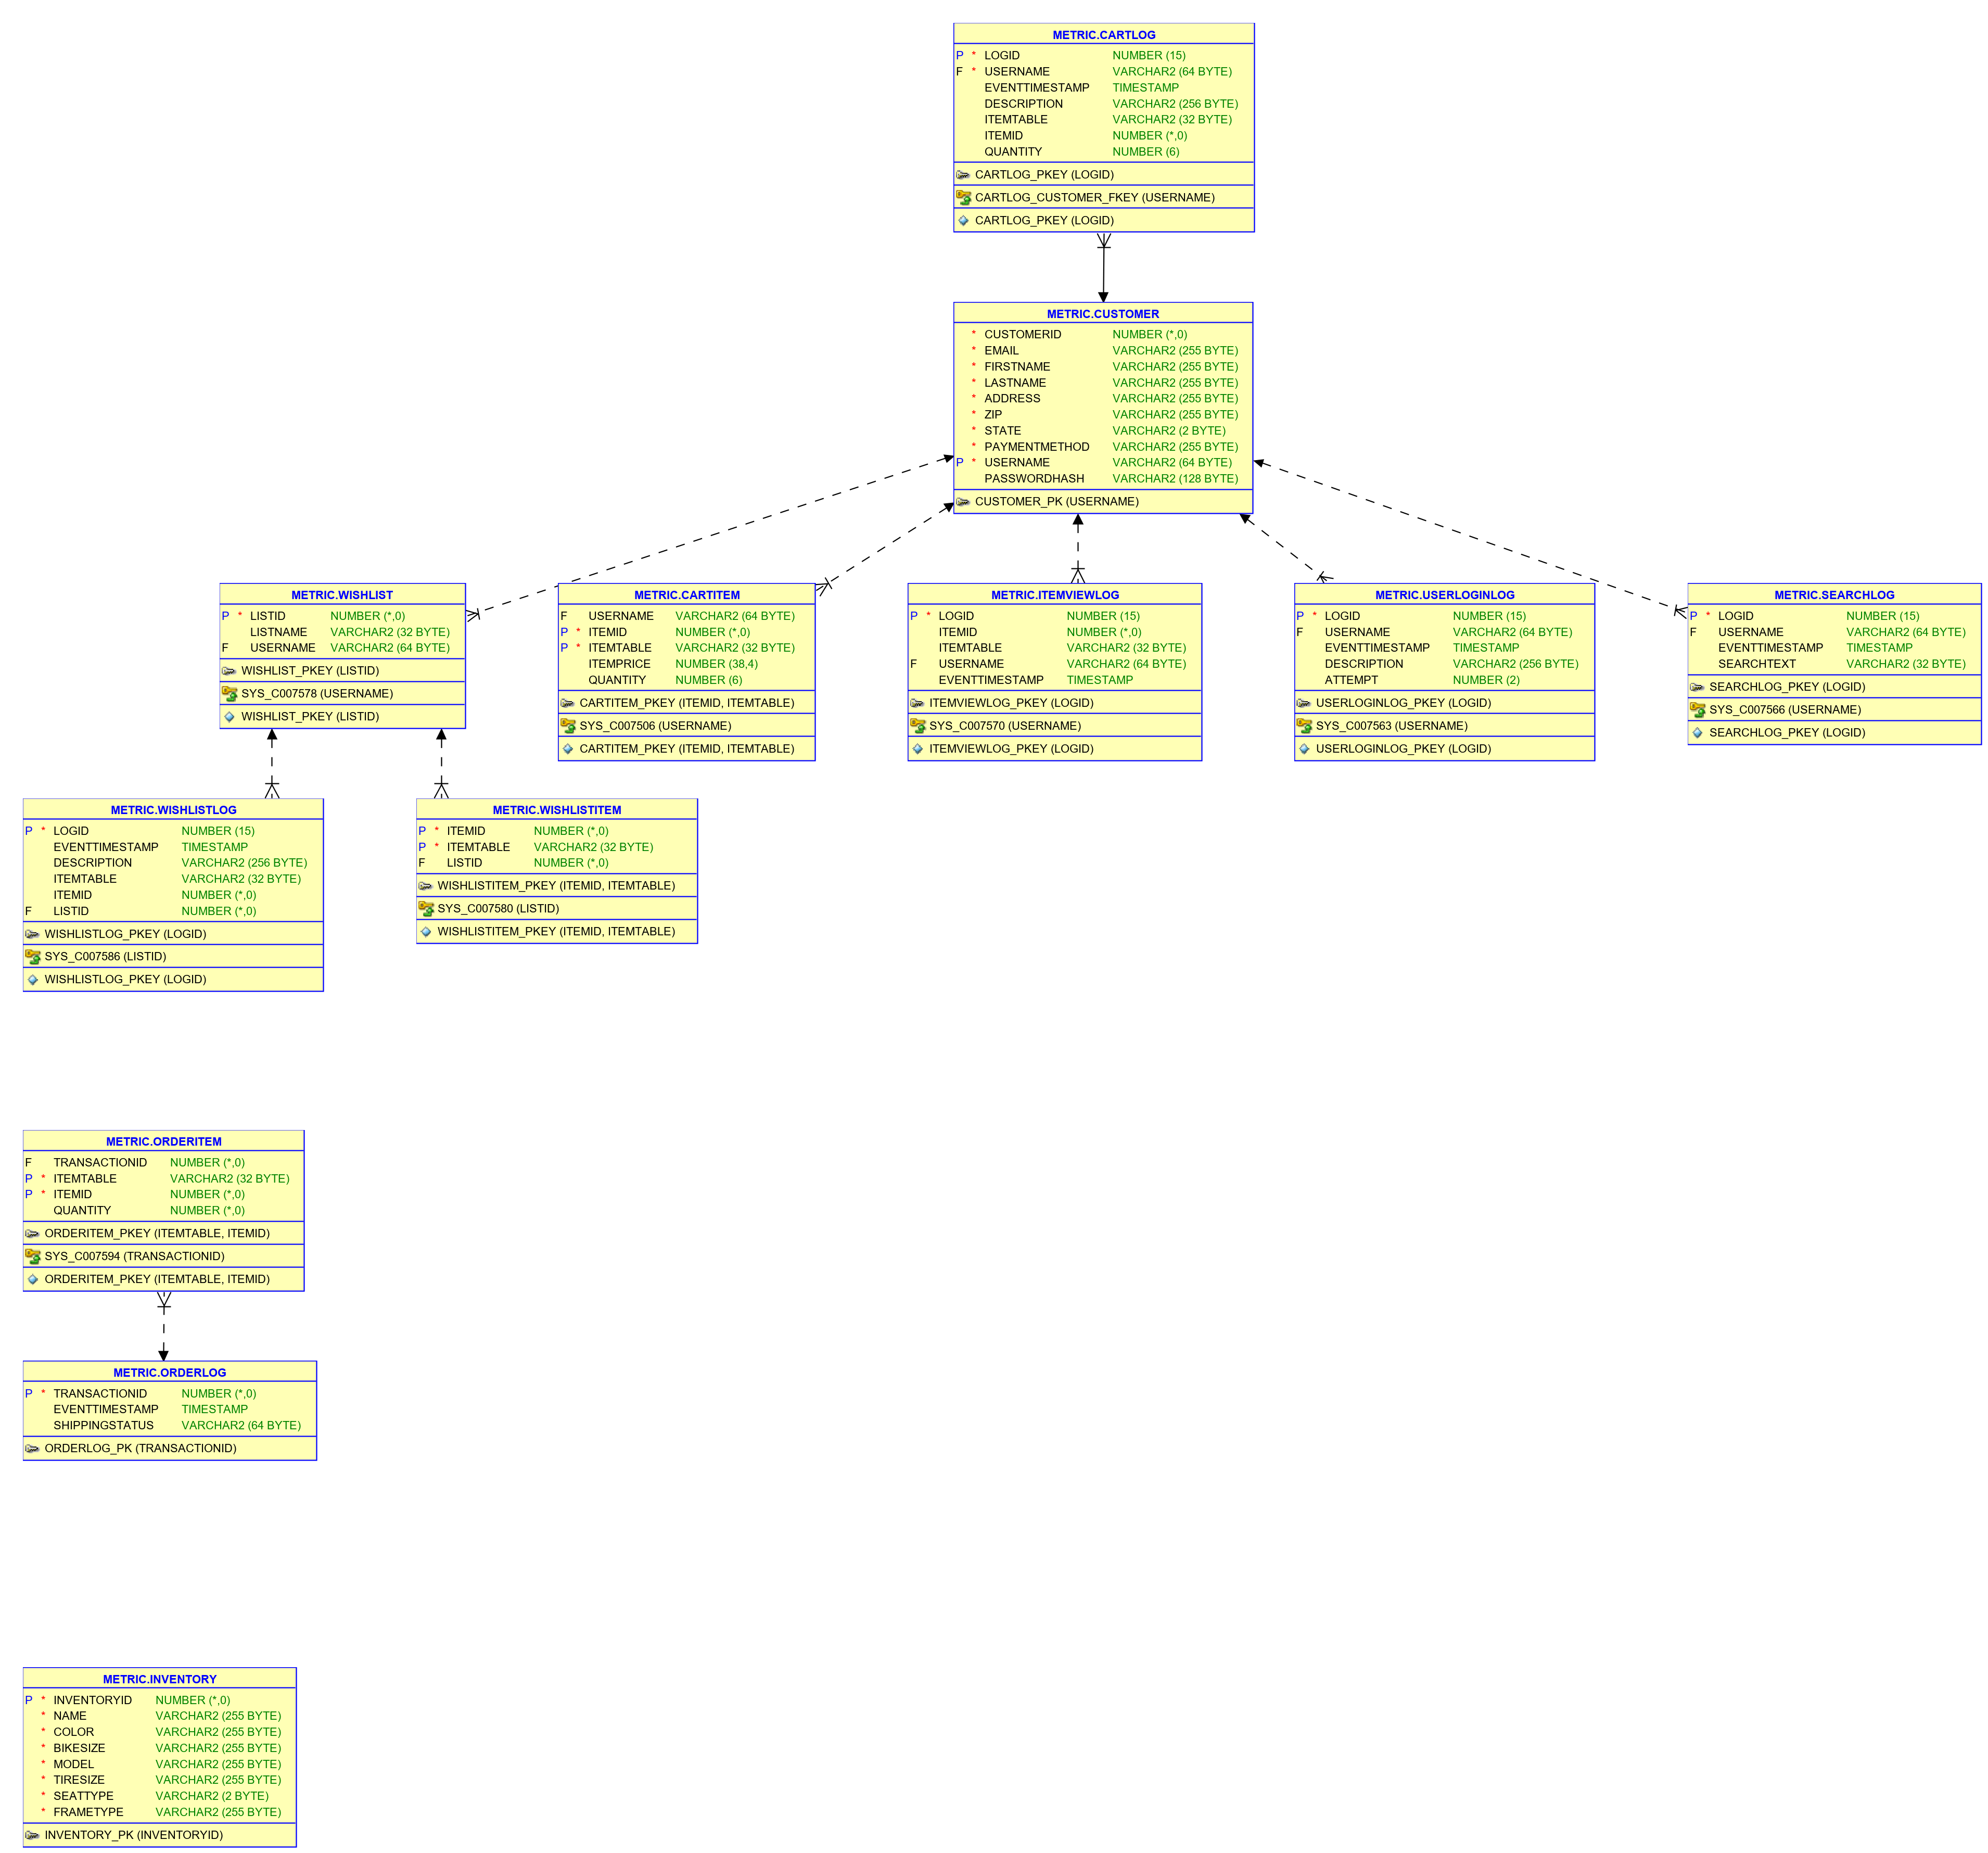 METRIC.CARTLOG
P * LOGID NUMBER (15)
F * USERNAME VARCHAR2 (64 BYTE)
EVENTTIMESTAMP TIMESTAMP
DESCRIPTION VARCHAR2 (256 BYTE)
ITEMTABLE VARCHAR2 (32 BYTE)
ITEMID NUMBER (*,0)
QUANTITY NUMBER (6)
CARTLOG_PKEY (LOGID)
CARTLOG_CUSTOMER_FKEY (USERNAME)
CARTLOG_PKEY (LOGID)
METRIC.CUSTOMER
* CUSTOMERID NUMBER (*,0)
* EMAIL VARCHAR2 (255 BYTE)
* FIRSTNAME VARCHAR2 (255 BYTE)
* LASTNAME VARCHAR2 (255 BYTE)
* ADDRESS VARCHAR2 (255 BYTE)
* ZIP VARCHAR2 (255 BYTE)
* STATE VARCHAR2 (2 BYTE)
* PAYMENTMETHOD VARCHAR2 (255 BYTE)
P * USERNAME VARCHAR2 (64 BYTE)
PASSWORDHASH VARCHAR2 (128 BYTE)
CUSTOMER_PK (USERNAME)
METRIC.WISHLIST
P * LISTID NUMBER (*,0)
LISTNAME VARCHAR2 (32 BYTE)
F USERNAME VARCHAR2 (64 BYTE)
WISHLIST_PKEY (LISTID)
SYS_C007578 (USERNAME)
WISHLIST_PKEY (LISTID)
METRIC.CARTITEM
F USERNAME VARCHAR2 (64 BYTE)
P * ITEMID NUMBER (*,0)
P * ITEMTABLE VARCHAR2 (32 BYTE)
ITEMPRICE NUMBER (38,4)
QUANTITY NUMBER (6)
CARTITEM_PKEY (ITEMID, ITEMTABLE)
SYS_C007506 (USERNAME)
CARTITEM_PKEY (ITEMID, ITEMTABLE)
METRIC.ITEMVIEWLOG
P * LOGID NUMBER (15)
ITEMID NUMBER (*,0)
ITEMTABLE VARCHAR2 (32 BYTE)
F USERNAME VARCHAR2 (64 BYTE)
EVENTTIMESTAMP TIMESTAMP
ITEMVIEWLOG_PKEY (LOGID)
SYS_C007570 (USERNAME)
ITEMVIEWLOG_PKEY (LOGID)
METRIC.USERLOGINLOG
P * LOGID NUMBER (15)
F USERNAME VARCHAR2 (64 BYTE)
EVENTTIMESTAMP TIMESTAMP
DESCRIPTION VARCHAR2 (256 BYTE)
ATTEMPT NUMBER (2)
USERLOGINLOG_PKEY (LOGID)
SYS_C007563 (USERNAME)
USERLOGINLOG_PKEY (LOGID)
METRIC.SEARCHLOG
P * LOGID NUMBER (15)
F USERNAME VARCHAR2 (64 BYTE)
EVENTTIMESTAMP TIMESTAMP
SEARCHTEXT VARCHAR2 (32 BYTE)
SEARCHLOG_PKEY (LOGID)
SYS_C007566 (USERNAME)
SEARCHLOG_PKEY (LOGID)
METRIC.WISHLISTLOG
P * LOGID NUMBER (15)
EVENTTIMESTAMP TIMESTAMP
DESCRIPTION VARCHAR2 (256 BYTE)
ITEMTABLE VARCHAR2 (32 BYTE)
ITEMID NUMBER (*,0)
F LISTID NUMBER (*,0)
WISHLISTLOG_PKEY (LOGID)
SYS_C007586 (LISTID)
WISHLISTLOG_PKEY (LOGID)
METRIC.WISHLISTITEM
P * ITEMID NUMBER (*,0)
P * ITEMTABLE VARCHAR2 (32 BYTE)
F LISTID NUMBER (*,0)
WISHLISTITEM_PKEY (ITEMID, ITEMTABLE)
SYS_C007580 (LISTID)
WISHLISTITEM_PKEY (ITEMID, ITEMTABLE)
METRIC.ORDERITEM
F TRANSACTIONID NUMBER (*,0)
P * ITEMTABLE VARCHAR2 (32 BYTE)
P * ITEMID NUMBER (*,0)
QUANTITY NUMBER (*,0)
ORDERITEM_PKEY (ITEMTABLE, ITEMID)
SYS_C007594 (TRANSACTIONID)
ORDERITEM_PKEY (ITEMTABLE, ITEMID)
METRIC.ORDERLOG
P * TRANSACTIONID NUMBER (*,0)
EVENTTIMESTAMP TIMESTAMP
SHIPPINGSTATUS VARCHAR2 (64 BYTE)
ORDERLOG_PK (TRANSACTIONID)
METRIC.INVENTORY
P * INVENTORYID NUMBER (*,0)
* NAME VARCHAR2 (255 BYTE)
* COLOR VARCHAR2 (255 BYTE)
* BIKESIZE VARCHAR2 (255 BYTE)
* MODEL VARCHAR2 (255 BYTE)
* TIRESIZE VARCHAR2 (255 BYTE)
* SEATTYPE VARCHAR2 (2 BYTE)
* FRAMETYPE VARCHAR2 (255 BYTE)
INVENTORY_PK (INVENTORYID)